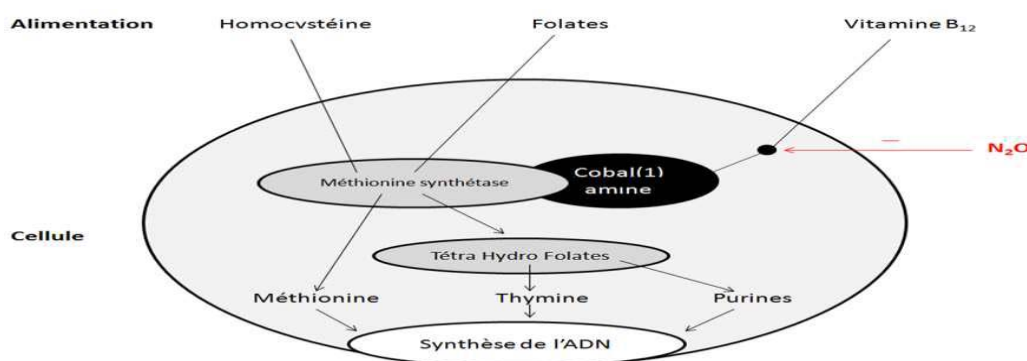 Alimentation Homocvstéine Folates Vitamine B12
N2O
Cobal(1)
amine
Méthionine synthétase
Cellule
Tétra Hydro Folates
Méthionine Thymine Purines
Synthèse de l'ADN